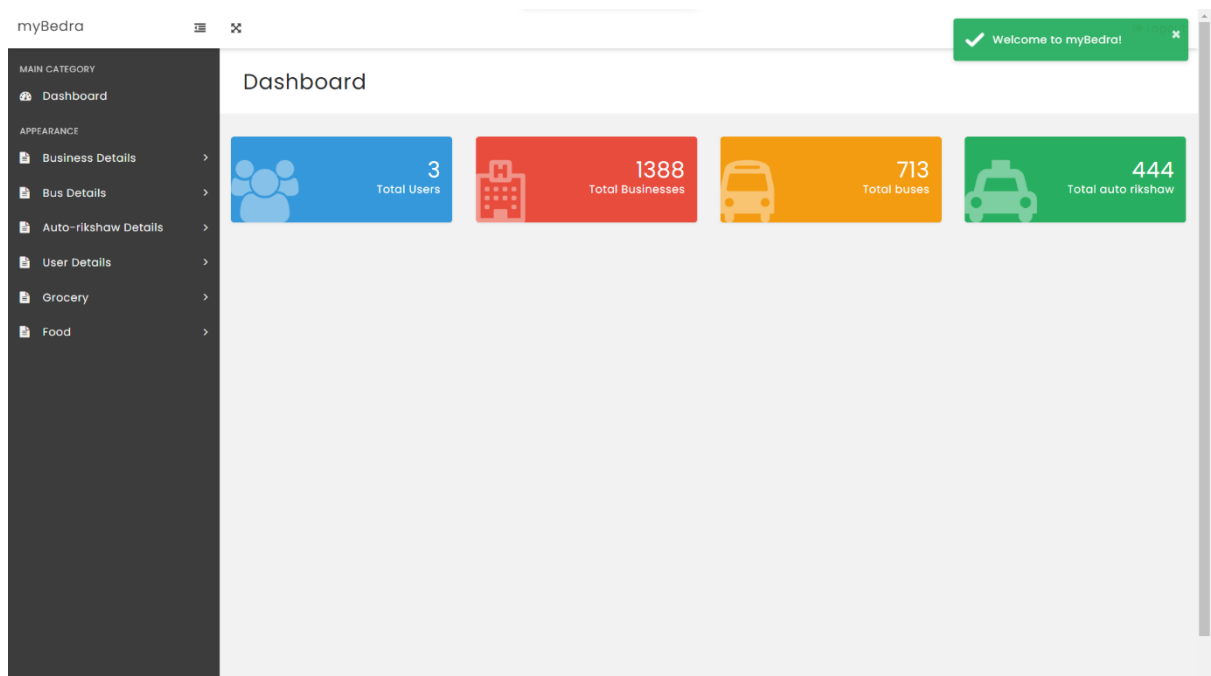 myBedra
Welcome to myBedra!
MAIN CATEGORY
Dashboard
APPEARANCE
Business Details
Bus Details
Auto-rikshaw Details
User Details
Grocery
Food
Dashboard
3
Total Users
H
1388
Total Businesses
713
Total buses
444
Total auto rikshaw